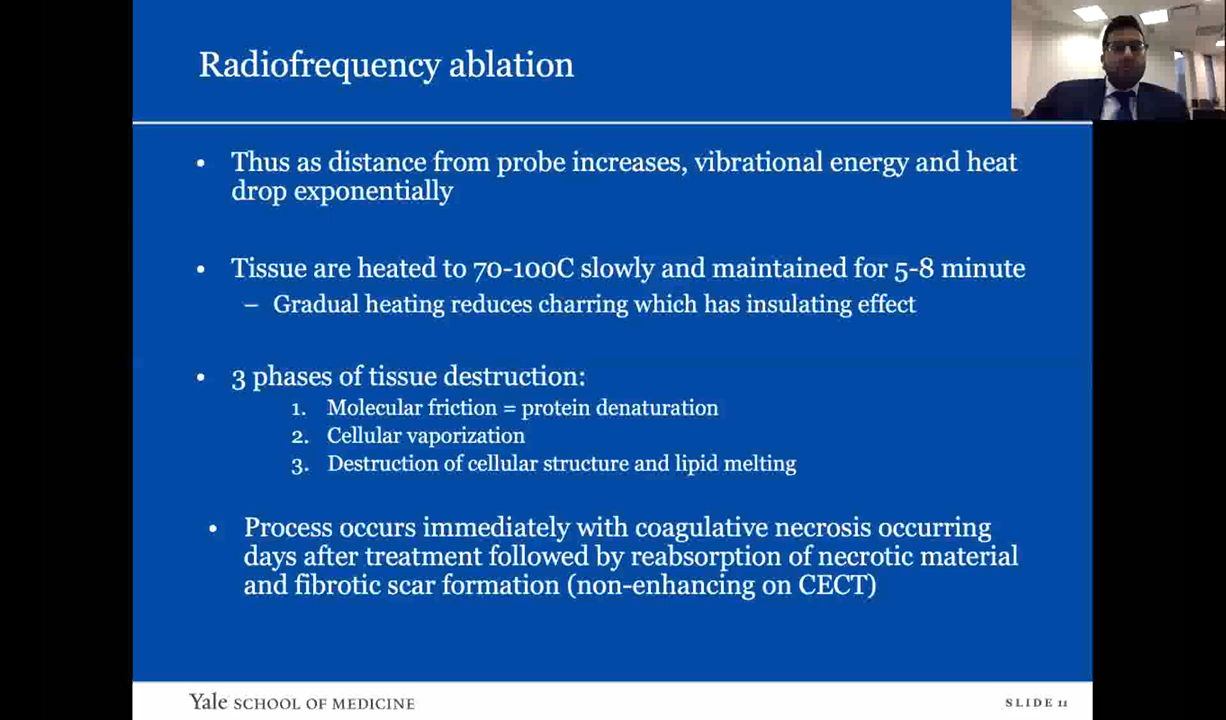 Radiofrequency ablation
• Thus as distance from probe increases, vibrational energy and heat
drop exponentially
• Tissue are heated to 70-100C slowly and maintained for 5-8 minute
– Gradual heating reduces charring which has insulating effect
• 3 phases of tissue destruction:
1. Molecular friction = protein denaturation
2. Cellular vaporization
3. Destruction of cellular structure and lipid melting
• Process occurs immediately with coagulative necrosis occurring
days after treatment followed by reabsorption of necrotic material
and fibrotic scar formation (non-enhancing on CECT)
Yale SCHOOL OF MEDICINE
SLIDE 11